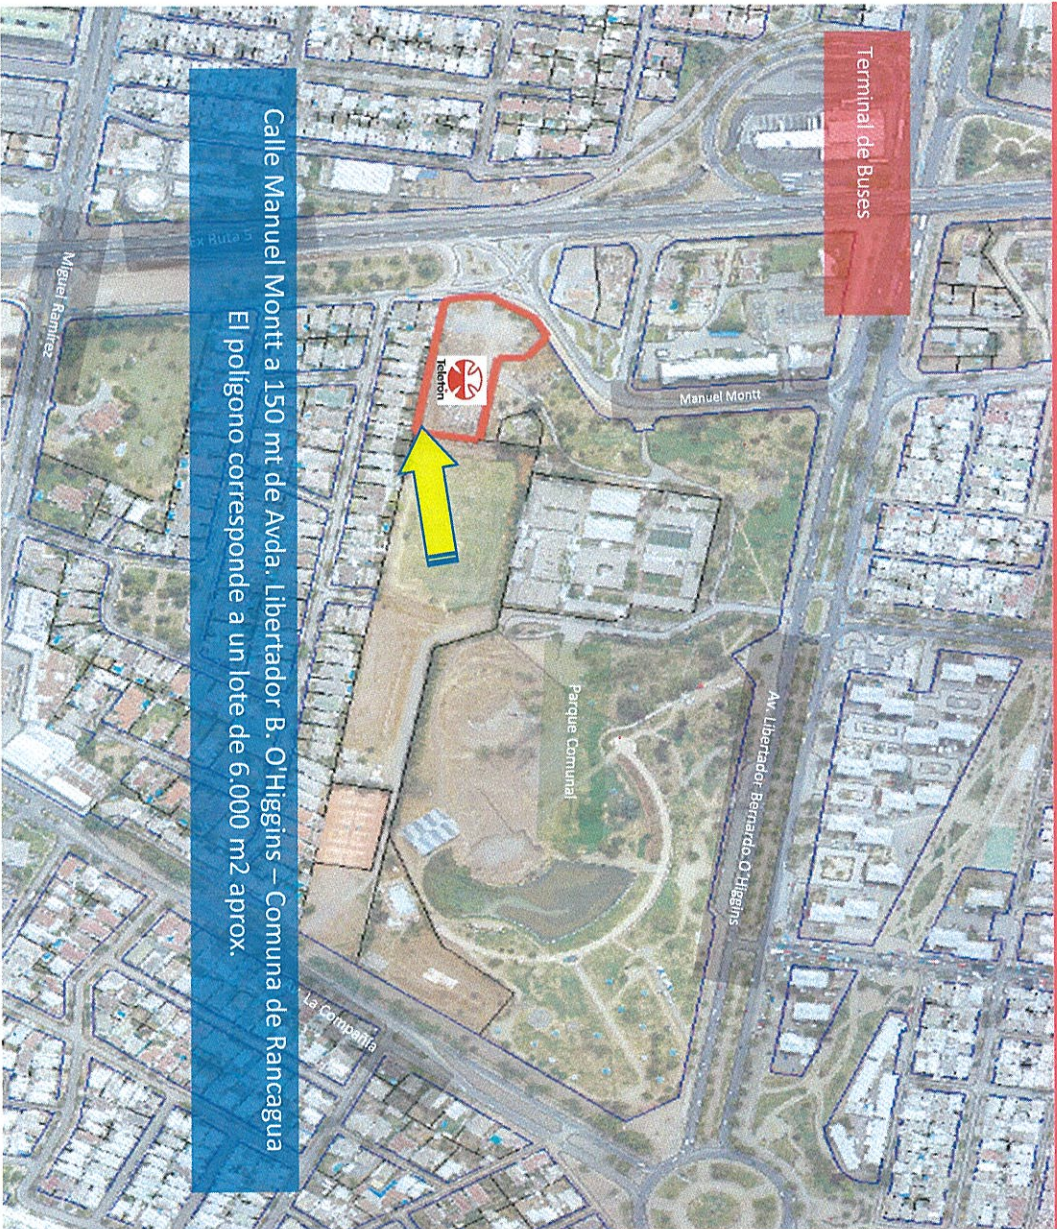 Terminal de Buses
Manuel Montt
Av. Libertador Bernardo O'Higgins
Parque Comunal
Teletón
Ex Ruta 5
Miguel Ramírez
La Compañía
Calle Manuel Montt a 150 mt de Avda. Libertador B. O'Higgins – Comuna de Rancagua
El polígono corresponde a un lote de 6.000 m2 aprox.